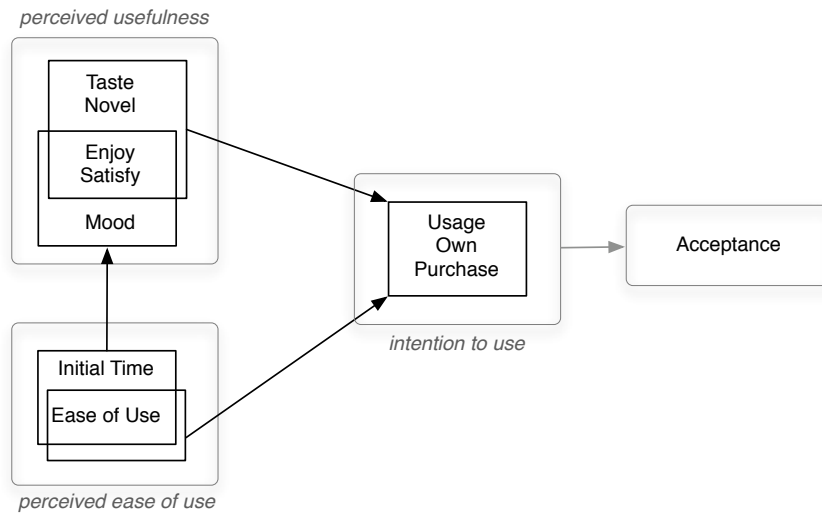 perceived usefulness
Taste
Novel
Enjoy
Satisfy
Mood
Initial Time
Ease of Use
perceived ease of use
Usage
Own
Purchase
intention to use
Acceptance